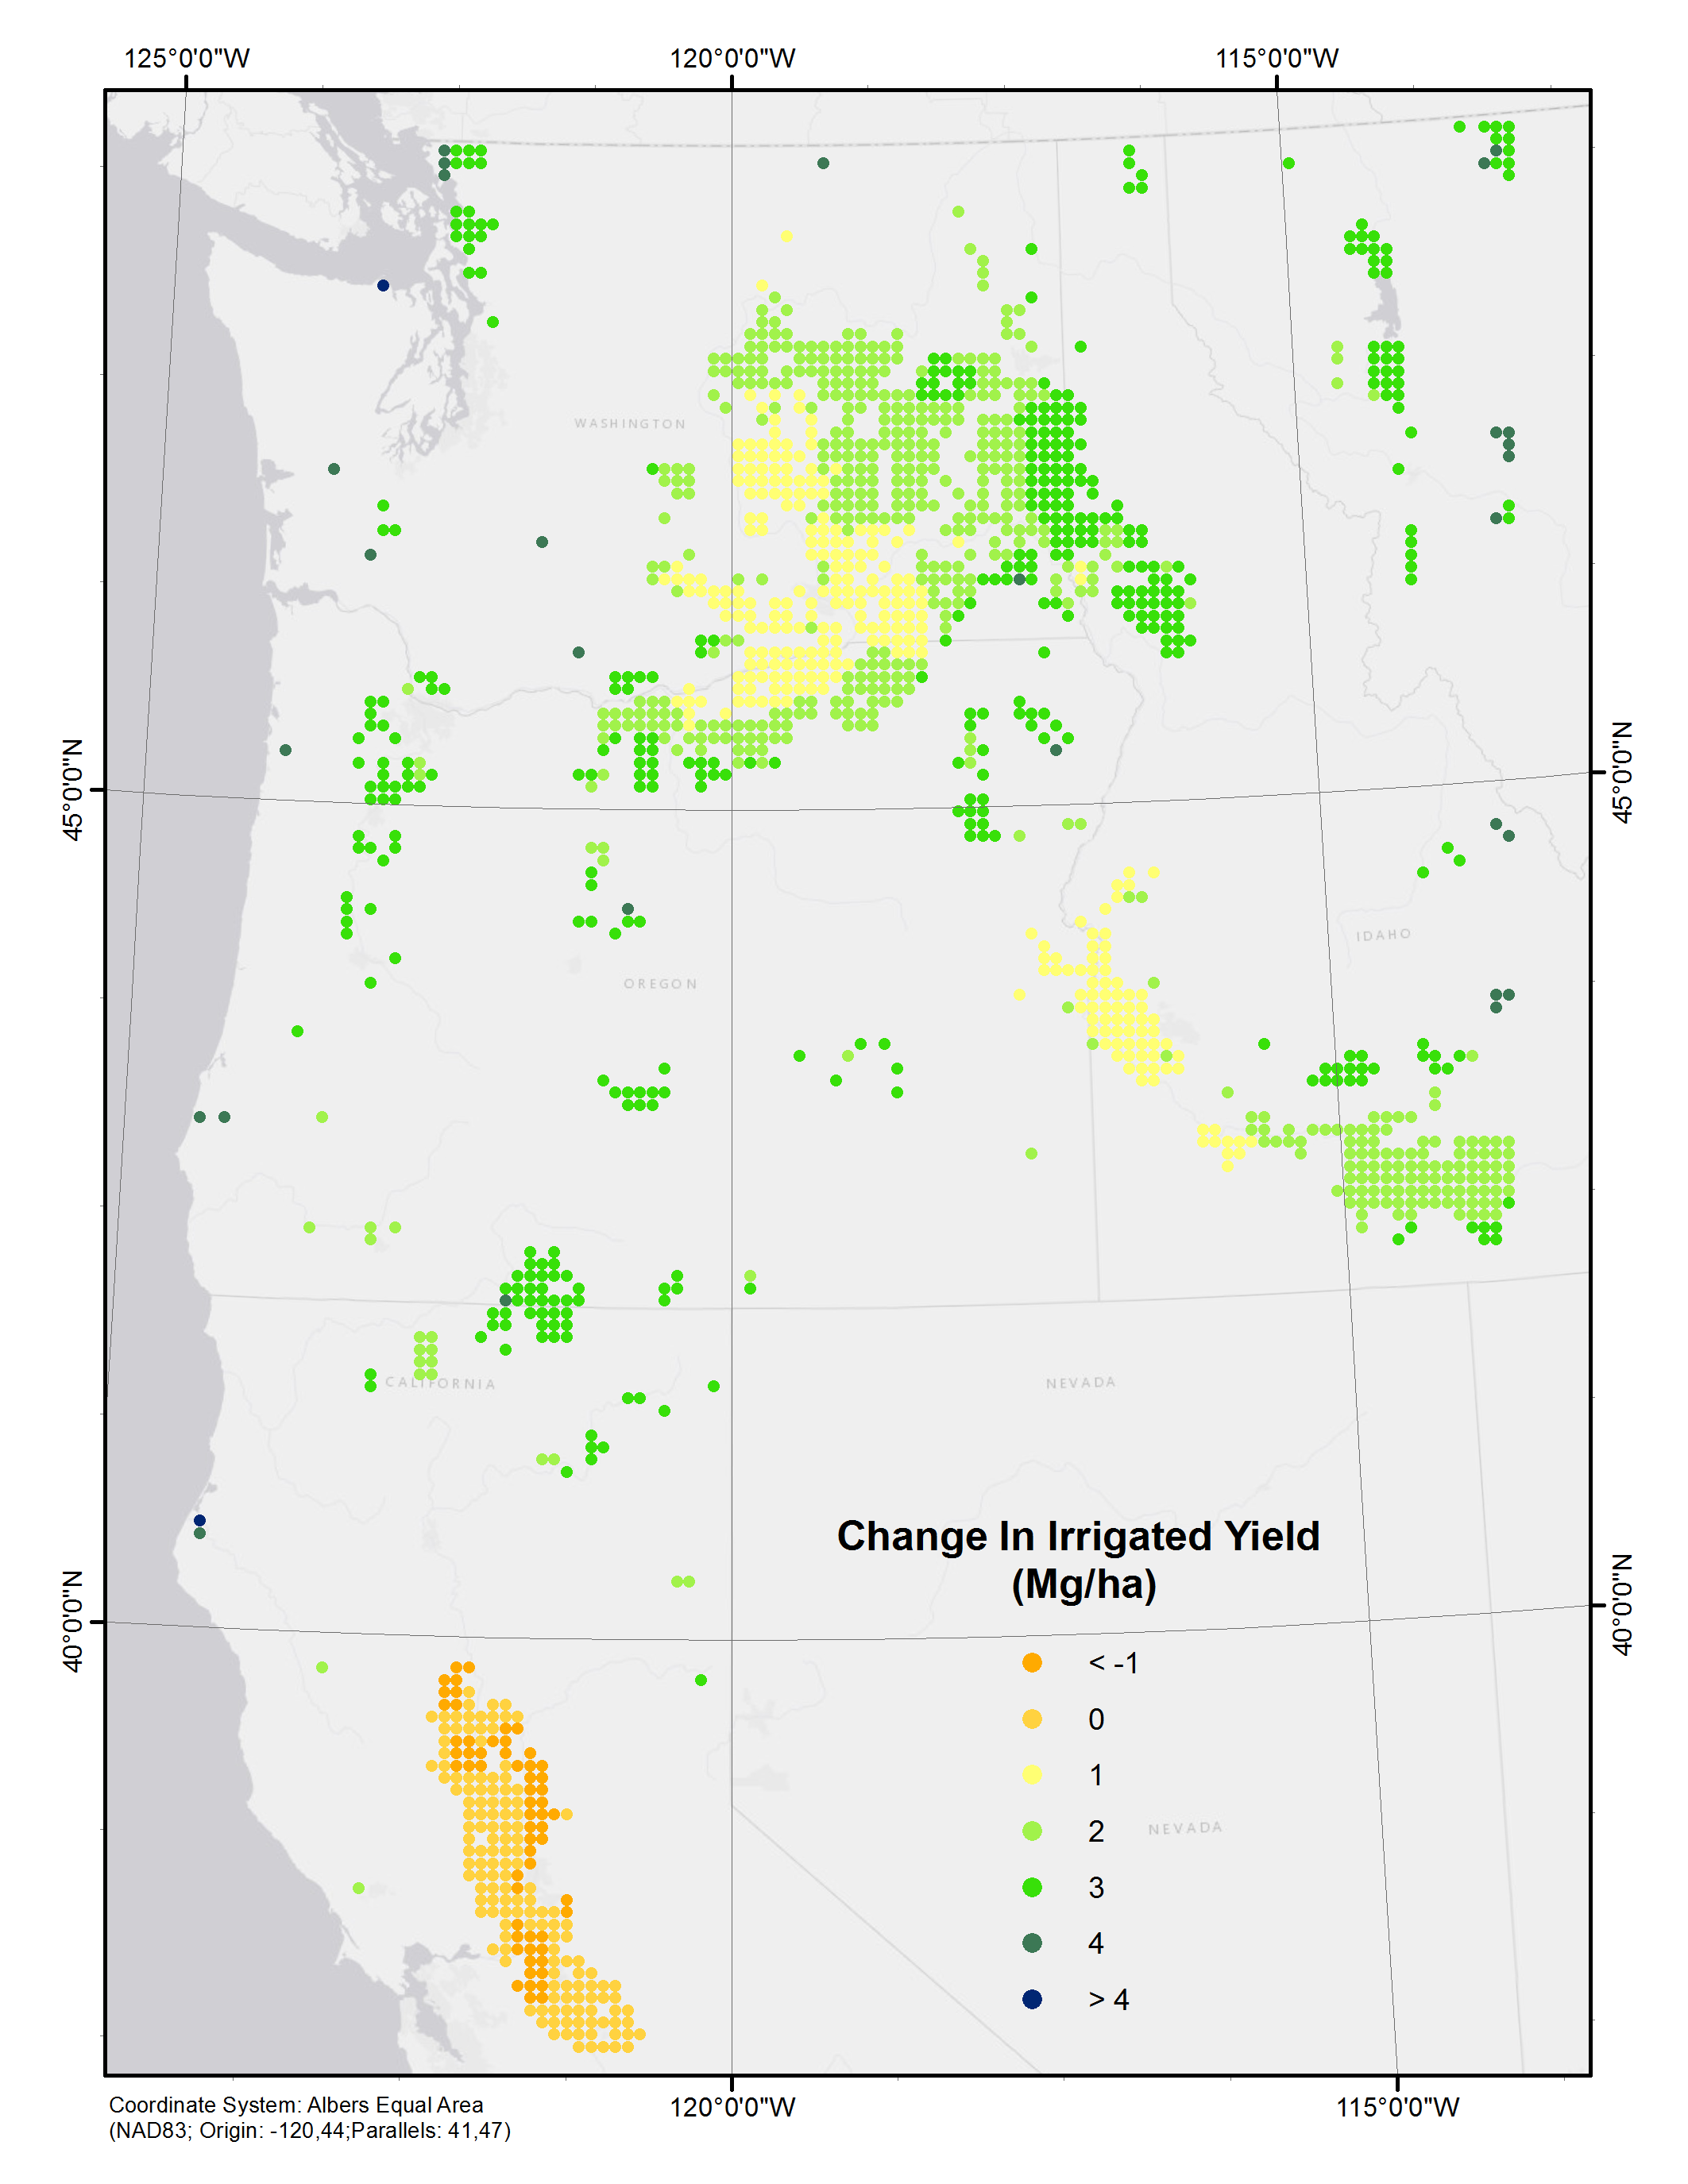 125°0'0"W 120°0'0"W 115°0'0"W
WASHINGTON
45°0'0"N 45°0'0"N
IDAHO
OREGON
CALIFORNIA NEVADA
Change In Irrigated Yield
(Mg/ha)
40°0'0"N 40°0'0"N
< -1
0
1
2
NEVADA
3
4
> 4
Coordinate System: Albers Equal Area
(NAD83; Origin: -120,44;Parallels: 41,47)
120°0'0"W 115°0'0"W